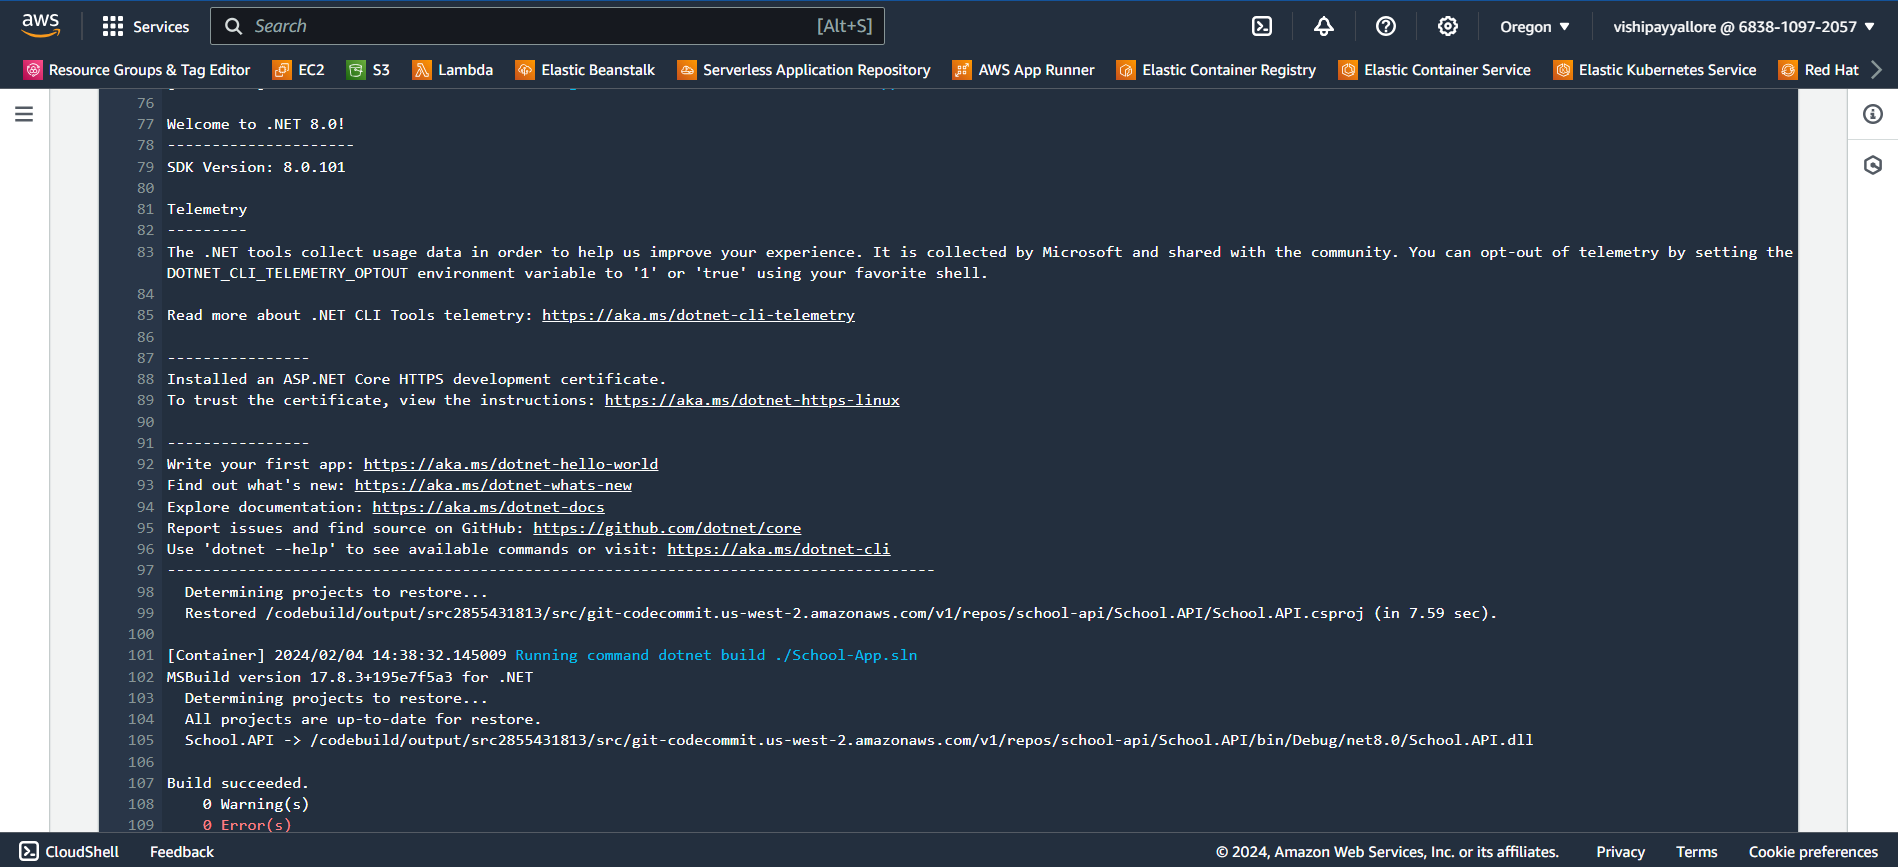 aws
Services
Search
[Alt+S]
Oregon
vishipayyallore @ 6838-1097-2057
Resource Groups & Tag Editor
EC2
S3
Lambda
Elastic Beanstalk
Serverless Application Repository
AWS App Runner
Elastic Container Registry
Elastic Container Service
Elastic Kubernetes Service
Red Hat
76
77 Welcome to .NET 8.0!
78 ---------------------
79 SDK Version: 8.0.101
80
81 Telemetry
82 ---------
83 The .NET tools collect usage data in order to help us improve your experience. It is collected by Microsoft and shared with the community. You can opt-out of telemetry by setting the
DOTNET_CLI_TELEMETRY_OPTOUT environment variable to '1' or 'true' using your favorite shell.
84
85 Read more about .NET CLI Tools telemetry: https://aka.ms/dotnet-cli-telemetry
86
87 ----------------
88 Installed an ASP.NET Core HTTPS development certificate.
89 To trust the certificate, view the instructions: https://aka.ms/dotnet-https-linux
90
91 ----------------
92 Write your first app: https://aka.ms/dotnet-hello-world
93 Find out what's new: https://aka.ms/dotnet-whats-new
94 Explore documentation: https://aka.ms/dotnet-docs
95 Report issues and find source on GitHub: https://github.com/dotnet/core
96 Use 'dotnet --help' to see available commands or visit: https://aka.ms/dotnet-cli
97 --------------------------------------------------------------------------------------
98 Determining projects to restore...
99 Restored /codebuild/output/src2855431813/src/git-codecommit.us-west-2.amazonaws.com/v1/repos/school-api/School.API/School.API.csproj (in 7.59 sec).
100
101 [Container] 2024/02/04 14:38:32.145009 Running command dotnet build ./School-App.sln
102 MSBuild version 17.8.3+195e7f5a3 for .NET
103 Determining projects to restore...
104 All projects are up-to-date for restore.
105 School.API -> /codebuild/output/src2855431813/src/git-codecommit.us-west-2.amazonaws.com/v1/repos/school-api/School.API/bin/Debug/net8.0/School.API.dll
106
107 Build succeeded.
108 0 Warning(s)
109 0 Error(s)
CloudShell
Feedback
© 2024, Amazon Web Services, Inc. or its affiliates.
Privacy
Terms
Cookie preferences